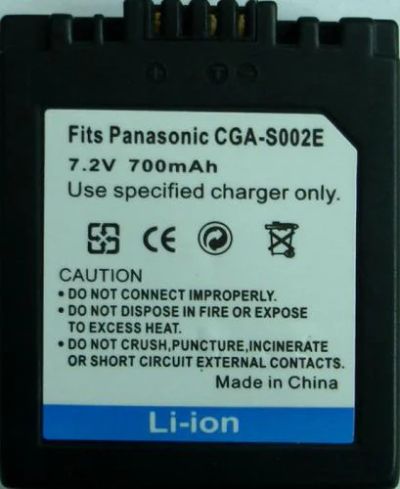 Fits Panasonic CGA-S002E
7.2V 700mAh
Use specified charger only.
CE
CAUTION
• DO NOT CONNECT IMPROPERLY.
• DO NOT DISPOSE IN FIRE OR EXPOSE
TO EXCESS HEAT.
• DO NOT CRUSH,PUNCTURE,INCINERATE
OR SHORT CIRCUIT EXTERNAL CONTACTS.
Made in China
Li-ion